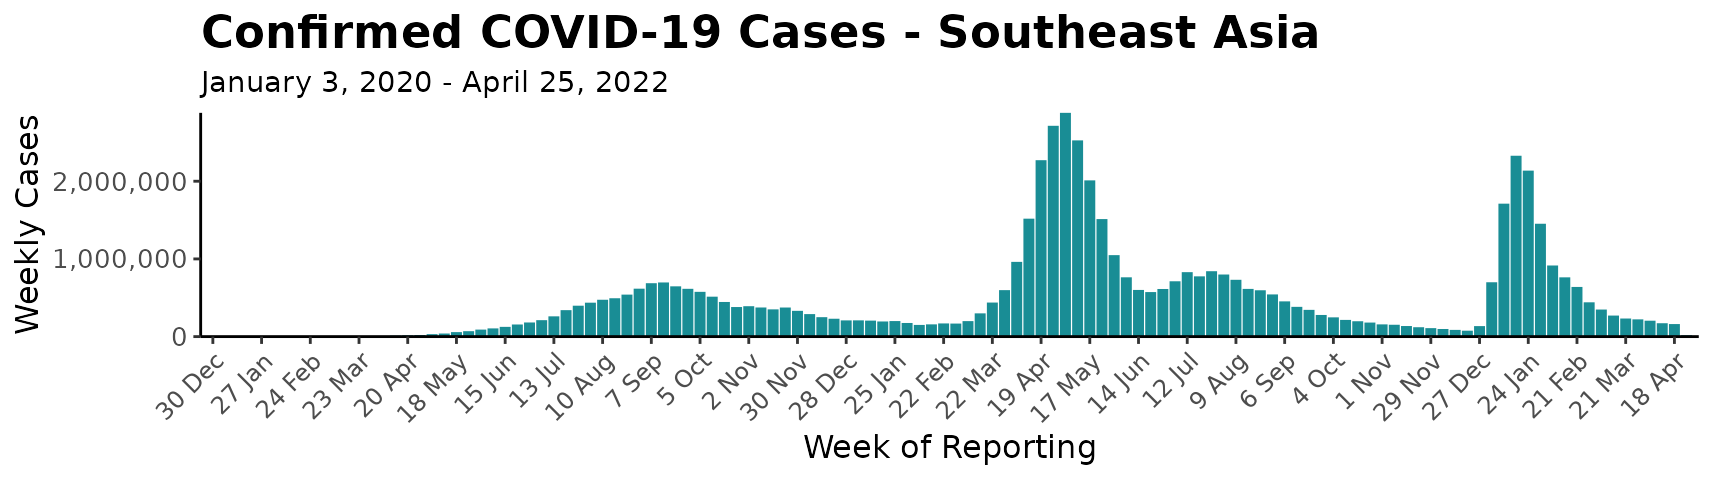 Confirmed COVID-19 Cases - Southeast Asia
January 3, 2020 - April 25, 2022
Weekly Cases
2,000,000
1,000,000
0
30 Dec
27 Jan
24 Feb
23 Mar
20 Apr
18 May
15 Jun
13 Jul
10 Aug
7 Sep
5 Oct
2 Nov
30 Nov
28 Dec
25 Jan
22 Feb
22 Mar
19 Apr
17 May
14 Jun
12 Jul
9 Aug
6 Sep
4 Oct
1 Nov
29 Nov
27 Dec
24 Jan
21 Feb
21 Mar
18 Apr
Week of Reporting